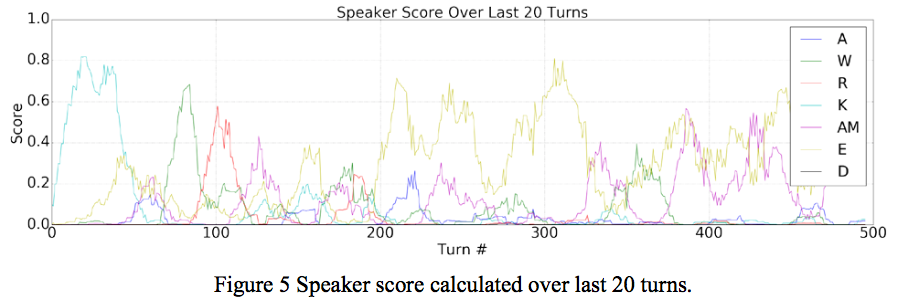 Speaker Score Over Last 20 Turns
1.0
0.8
0.6
0.4
0.2
0.0
Score
A
W
R
K
AM
E
D
0 100 200 300 400 500
Turn #
Figure 5 Speaker score calculated over last 20 turns.